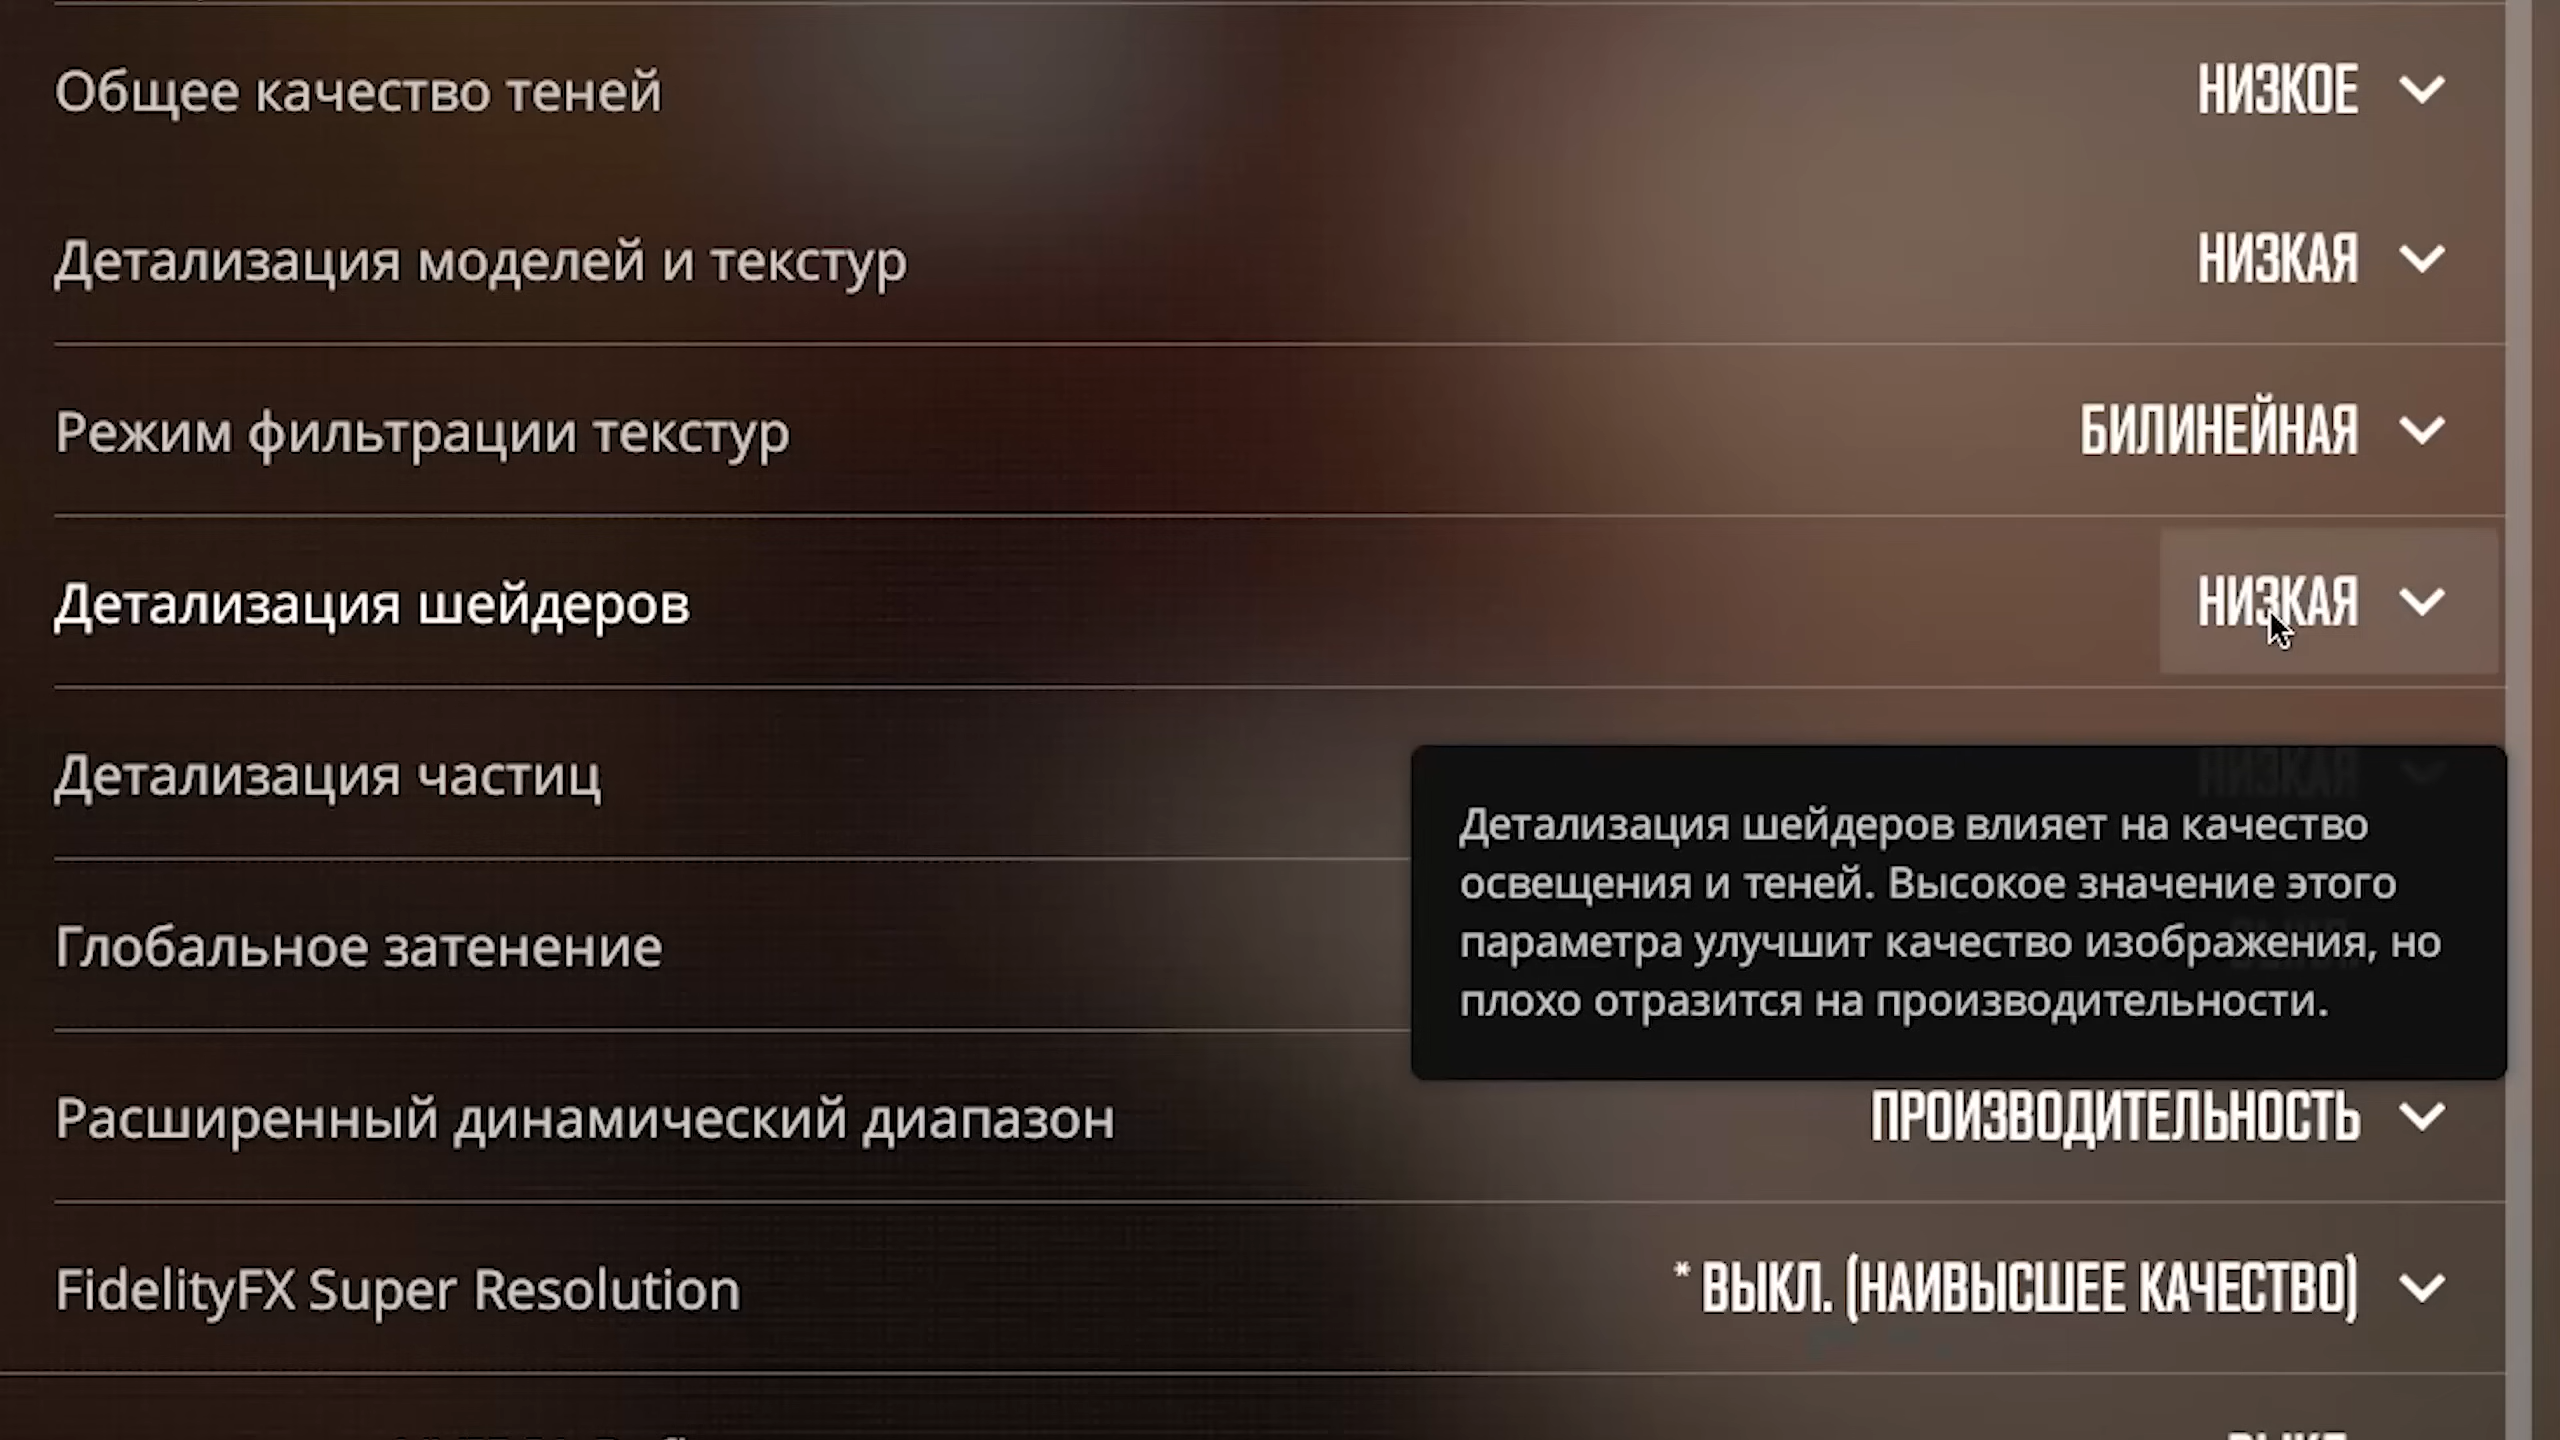 Общее качество теней
НИЗКОЕ
Детализация моделей и текстур
НИЗКАЯ
Режим фильтрации текстур
БИЛИНЕЙНАЯ
Детализация шейдеров
НИЗКАЯ
Детализация частиц
НИЗКАЯ
Детализация шейдеров влияет на качество
освещения и теней. Высокое значение этого
параметра улучшит качество изображения, но
плохо отразится на производительности.
Глобальное затенение
Расширенный динамический диапазон
ПРОИЗВОДИТЕЛЬНОСТЬ
FidelityFX Super Resolution
* ВЫКЛ. (НАИВЫСШЕЕ КАЧЕСТВО)